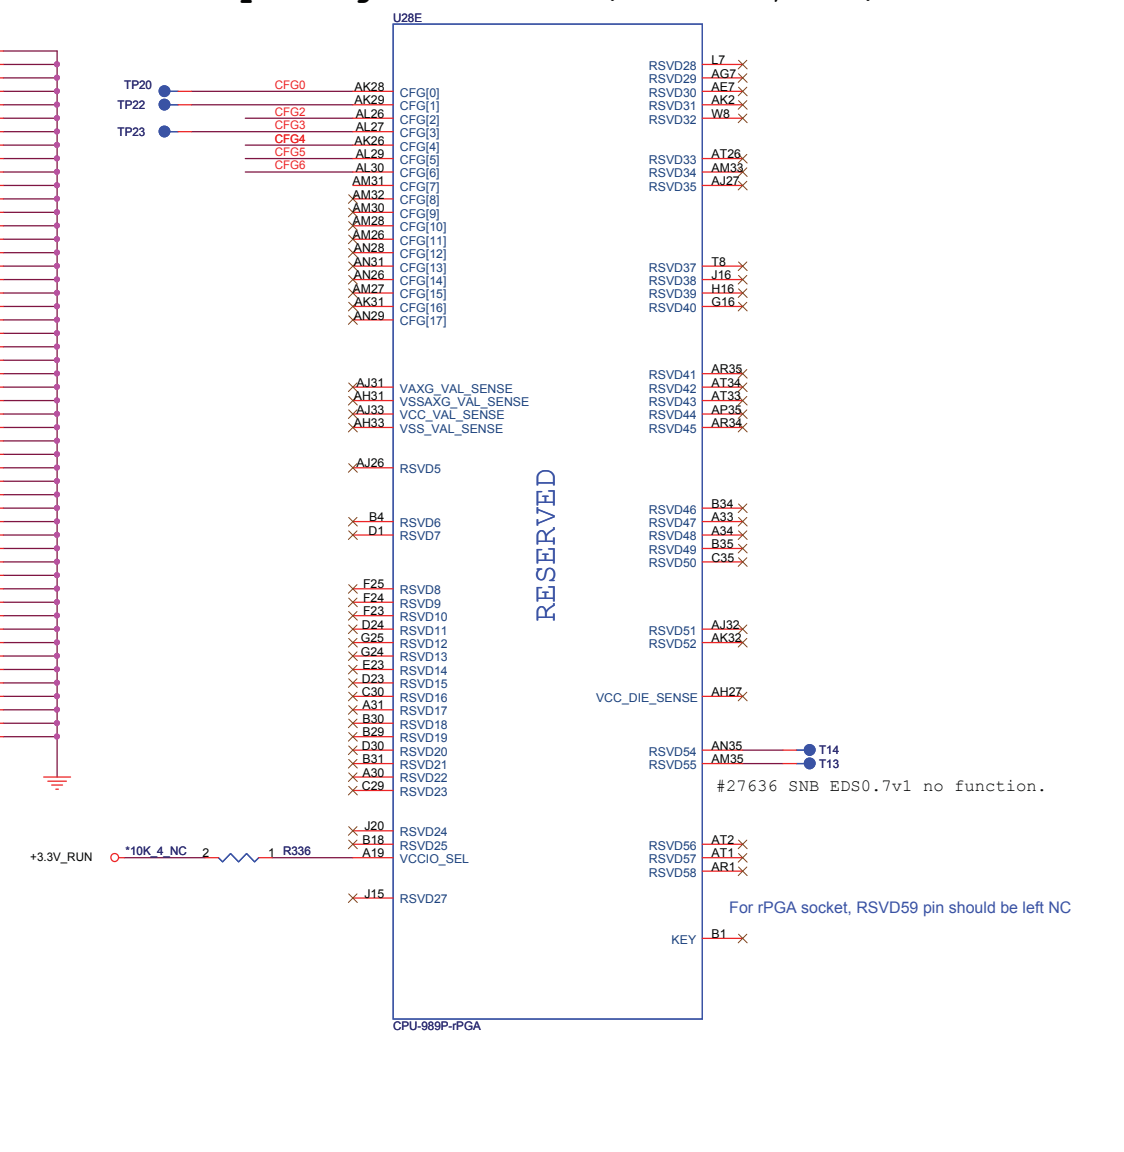 U28E
TP20
CFG0
AK28
CFG[0]
TP22
AK29
CFG[1]
CFG2
AL26
CFG[2]
TP23
CFG3
AL27
CFG[3]
CFG4
AK26
CFG[4]
CFG5
AL29
CFG[5]
CFG6
AL30
CFG[6]
AM31
CFG[7]
AM32
CFG[8]
AM30
CFG[9]
AM28
CFG[10]
AM26
CFG[11]
AN28
CFG[12]
AN31
CFG[13]
AN26
CFG[14]
AM27
CFG[15]
AK31
CFG[16]
AN29
CFG[17]
AJ31
VAXG_VAL_SENSE
AH31
VSSAXG_VAL_SENSE
AJ33
VCC_VAL_SENSE
AH33
VSS_VAL_SENSE
AJ26
RSVD5
B4
RSVD6
D1
RSVD7
F25
RSVD8
F24
RSVD9
F23
RSVD10
D24
RSVD11
G25
RSVD12
G24
RSVD13
E23
RSVD14
D23
RSVD15
C30
RSVD16
A31
RSVD17
B30
RSVD18
B29
RSVD19
D30
RSVD20
B31
RSVD21
A30
RSVD22
C29
RSVD23
J20
RSVD24
B18
RSVD25
+3.3V_RUN
*10K_4_NC
2
1
R336
A19
VCCIO_SEL
J15
RSVD27
RESERVED
RSVD28
L7
RSVD29
AG7
RSVD30
AE7
RSVD31
AK2
RSVD32
W8
RSVD33
AT26
RSVD34
AM33
RSVD35
AJ27
RSVD37
T8
RSVD38
J16
RSVD39
H16
RSVD40
G16
RSVD41
AR35
RSVD42
AT34
RSVD43
AT33
RSVD44
AP35
RSVD45
AR34
RSVD46
B34
RSVD47
A33
RSVD48
A34
RSVD49
B35
RSVD50
C35
RSVD51
AJ32
RSVD52
AK32
VCC_DIE_SENSE
AH27
RSVD54
AN35
T14
RSVD55
AM35
T13
#27636 SNB EDS0.7v1 no function.
RSVD56
AT2
RSVD57
AT1
RSVD58
AR1
For rPGA socket, RSVD59 pin should be left NC
KEY
B1
CPU-989P-rPGA